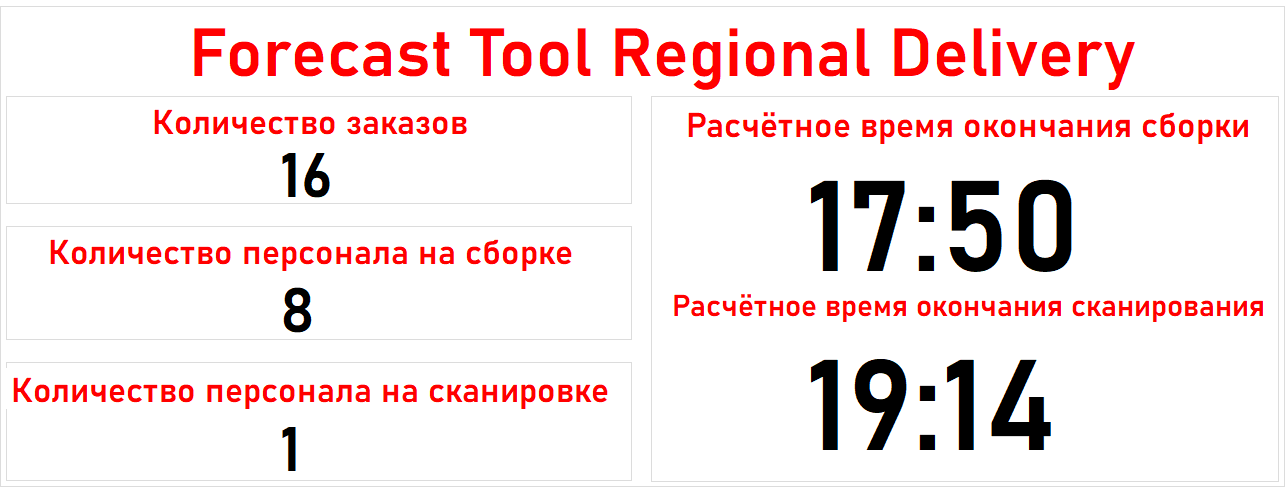 Forecast Tool Regional Delivery
Количество заказов
16
Количество персонала на сборке
8
Количество персонала на сканировке
1
Расчётное время окончания сборки
17:50
Расчётное время окончания сканирования
19:14